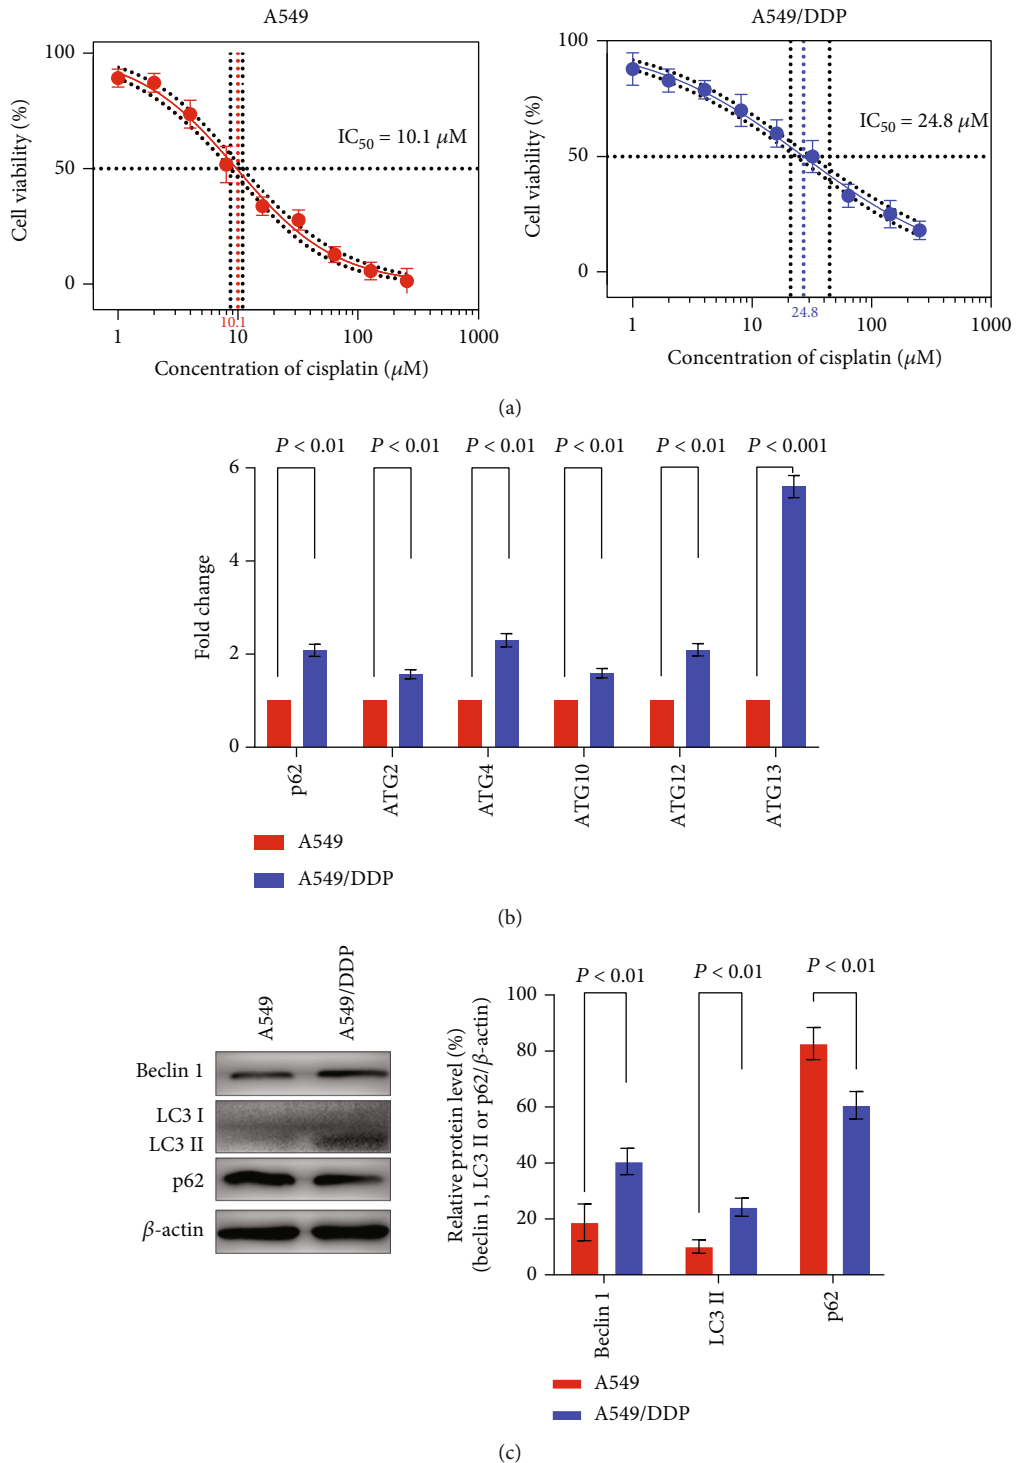 A549
100
50
0
Cell viability (%)
IC50 = 10.1 μM
1
10
100
1000
10.1
Concentration of cisplatin (μM)
A549/DDP
100
50
0
Cell viability (%)
IC50 = 24.8 μM
1
10
100
1000
24.8
Concentration of cisplatin (μM)
(a)
P < 0.01
P < 0.01
P < 0.01
P < 0.01
P < 0.01
P < 0.001
6
4
2
0
Fold change
p62
ATG2
ATG4
ATG10
ATG12
ATG13
A549
A549/DDP
(b)
A549
A549/DDP
Beclin 1
LC3 I
LC3 II
p62
β-actin
P < 0.01
P < 0.01
P < 0.01
100
80
60
40
20
0
Relative protein level (%)
(beclin 1, LC3 II or p62/β-actin)
Beclin 1
LC3 II
p62
A549
A549/DDP
(c)